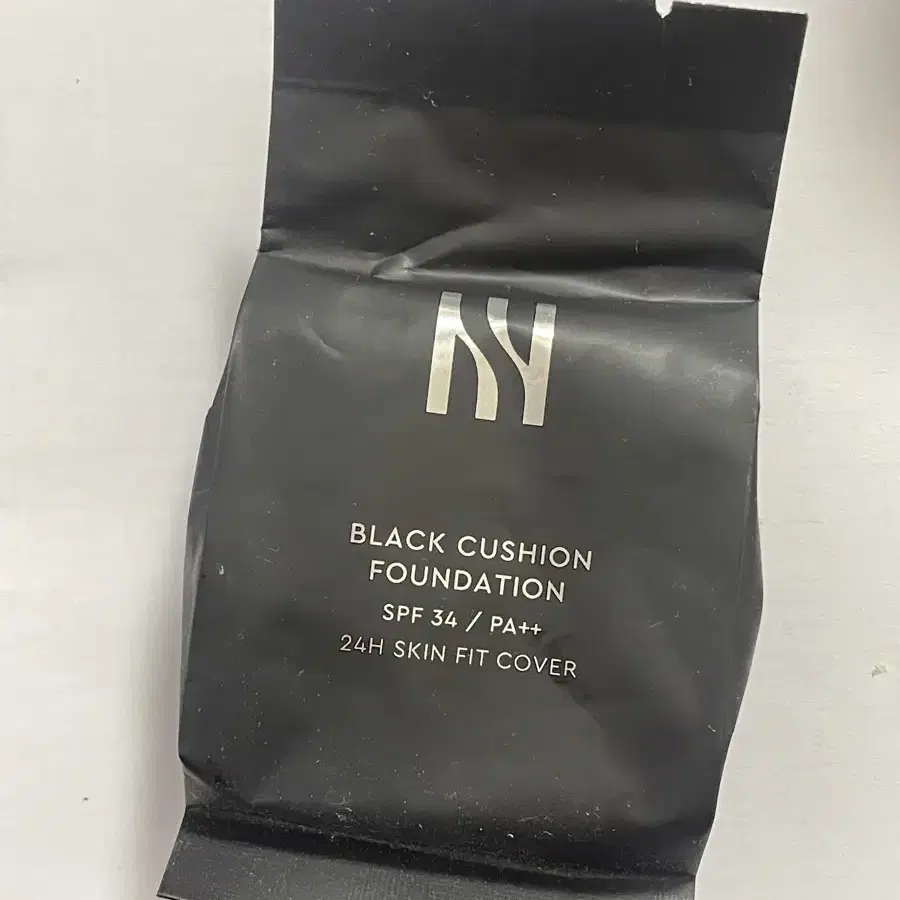 BLACK CUSHION
FOUNDATION
SPF 34 / PA++
24H SKIN FIT COVER